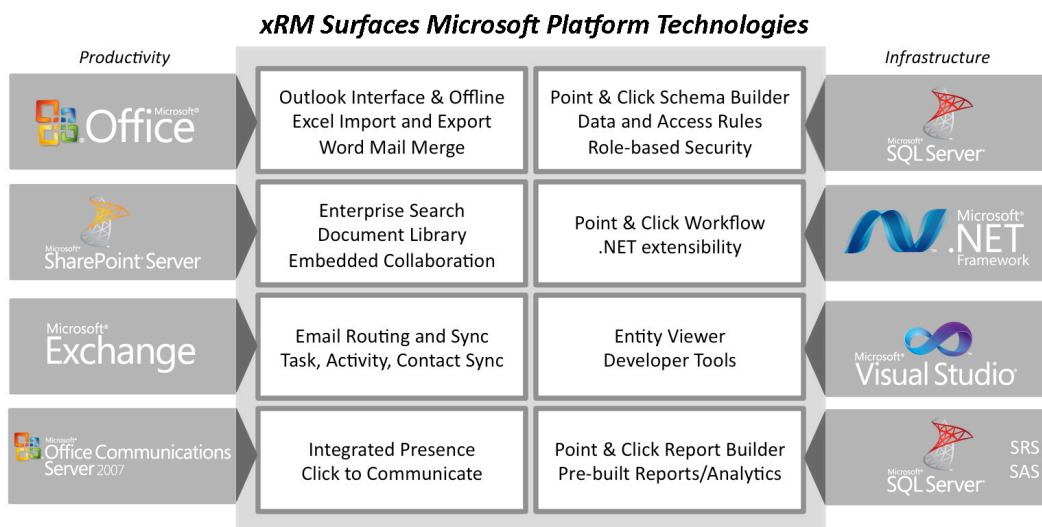 xRM Surfaces Microsoft Platform Technologies
Productivity
Infrastructure
Microsoft®
Office
Outlook Interface & Offline
Excel Import and Export
Word Mail Merge
Point & Click Schema Builder
Data and Access Rules
Role-based Security
Microsoft®
SQL Server®
Microsoft®
SharePoint® Server
Enterprise Search
Document Library
Embedded Collaboration
Point & Click Workflow
.NET extensibility
Microsoft®
.NET
Framework
Microsoft®
Exchange
Email Routing and Sync
Task, Activity, Contact Sync
Entity Viewer
Developer Tools
Microsoft®
Visual Studio®
Microsoft®
Office Communications
Server 2007
Integrated Presence
Click to Communicate
Point & Click Report Builder
Pre-built Reports/Analytics
Microsoft®
SQL Server®
SRS
SAS